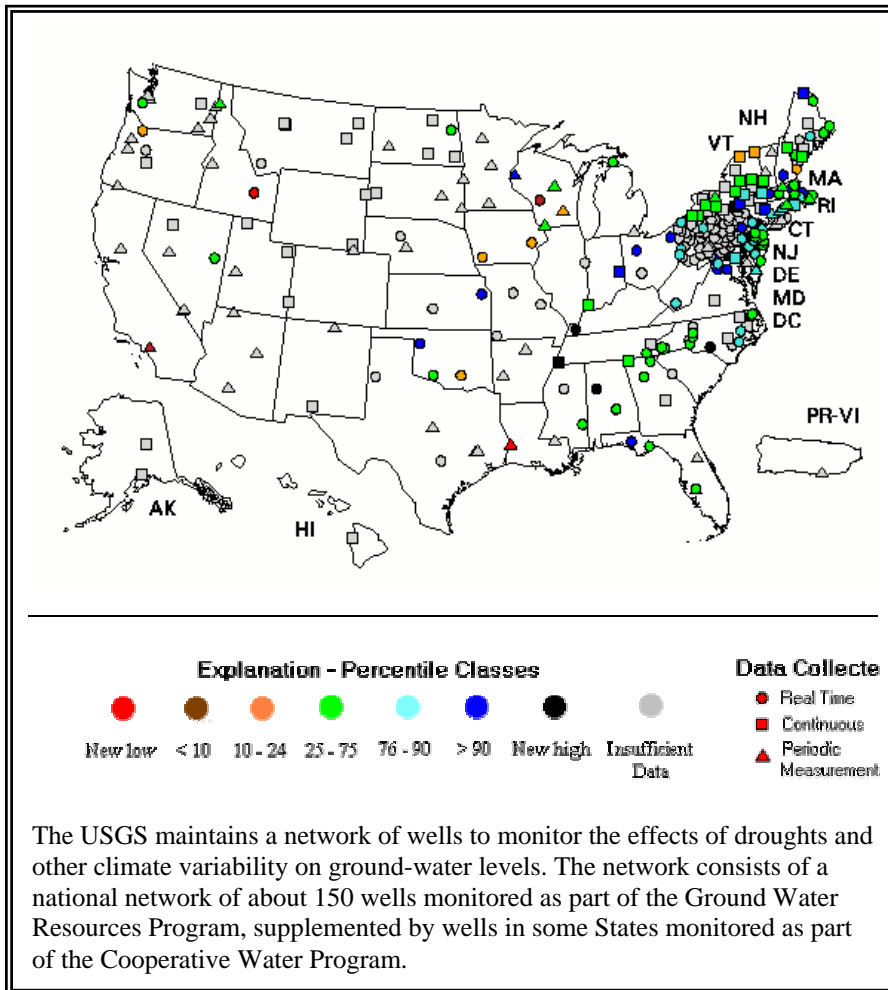 NH
VT
MA
RI
CT
NJ
DE
MD
DC
PR-VI
AK
HI
Explanation - Percentile Classes
Data Collecte
New low < 10 10 - 24 25 - 75 76 - 90 > 90 New high Insufficient Data
Real Time
Continuous
Periodic
Measurement
The USGS maintains a network of wells to monitor the effects of droughts and
other climate variability on ground-water levels. The network consists of a
national network of about 150 wells monitored as part of the Ground Water
Resources Program, supplemented by wells in some States monitored as part
of the Cooperative Water Program.